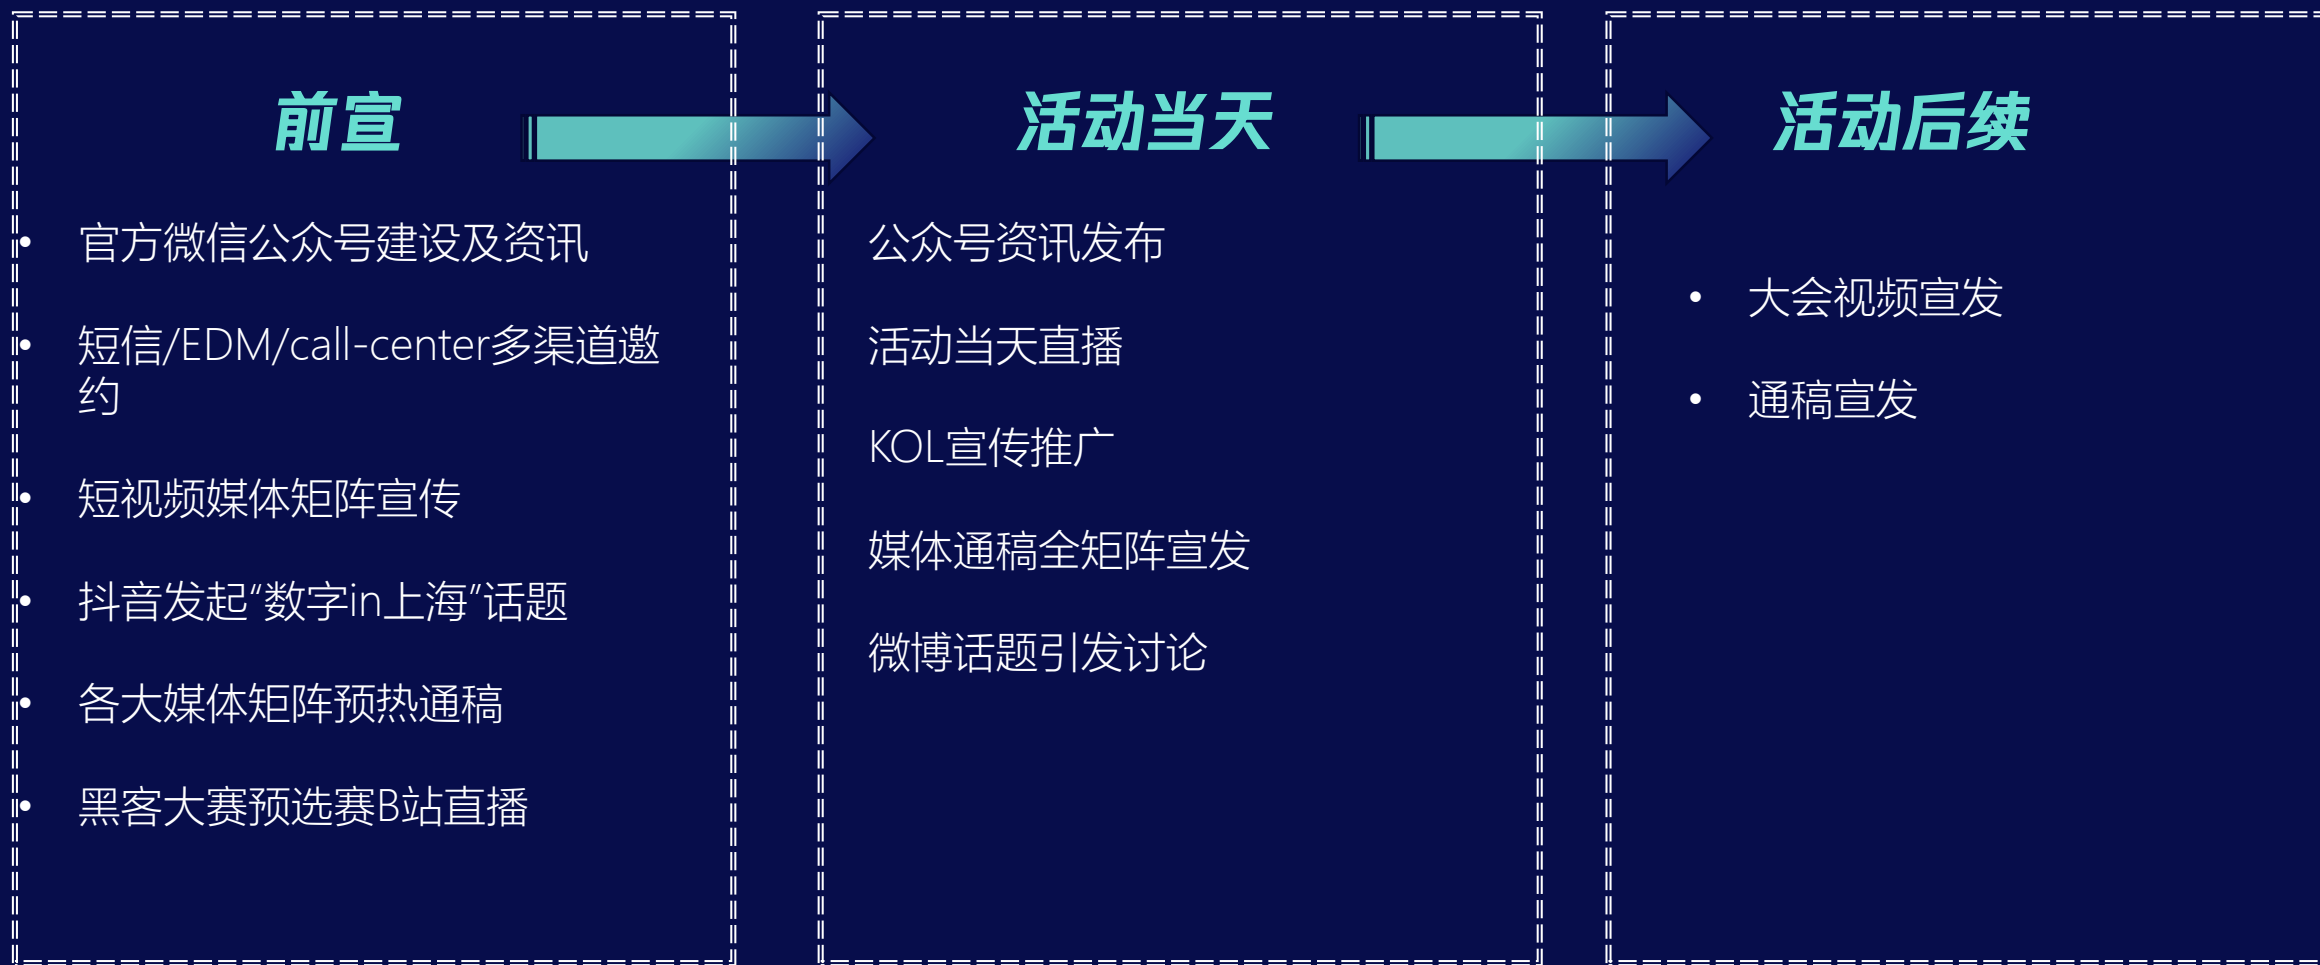 前宣
• 官方微信公众号建设及资讯
• 短信/EDM/call-center多渠道邀
约
• 短视频媒体矩阵宣传
• 抖音发起“数字in上海”话题
• 各大媒体矩阵预热通稿
• 黑客大赛预选赛B站直播
活动当天
公众号资讯发布
活动当天直播
KOL宣传推广
媒体通稿全矩阵宣发
微博话题引发讨论
活动后续
• 大会视频宣发
• 通稿宣发